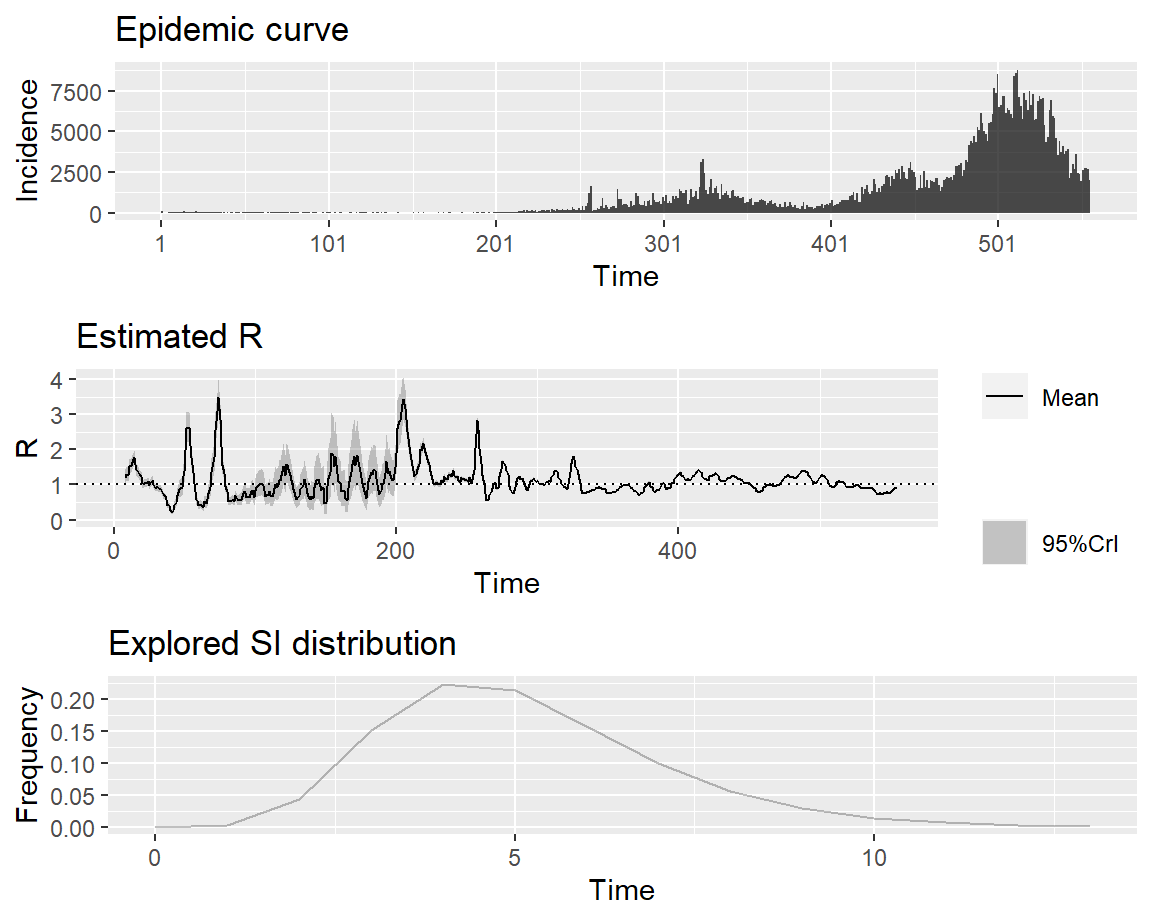 Epidemic curve
Incidence
7500
5000
2500
0
1 101 201 301 401 501
Time
Estimated R
R
4
3
2
1
0
0 200 400
Time
Mean
95%CrI
Explored SI distribution
Frequency
0.20
0.15
0.10
0.05
0.00
0 5 10
Time